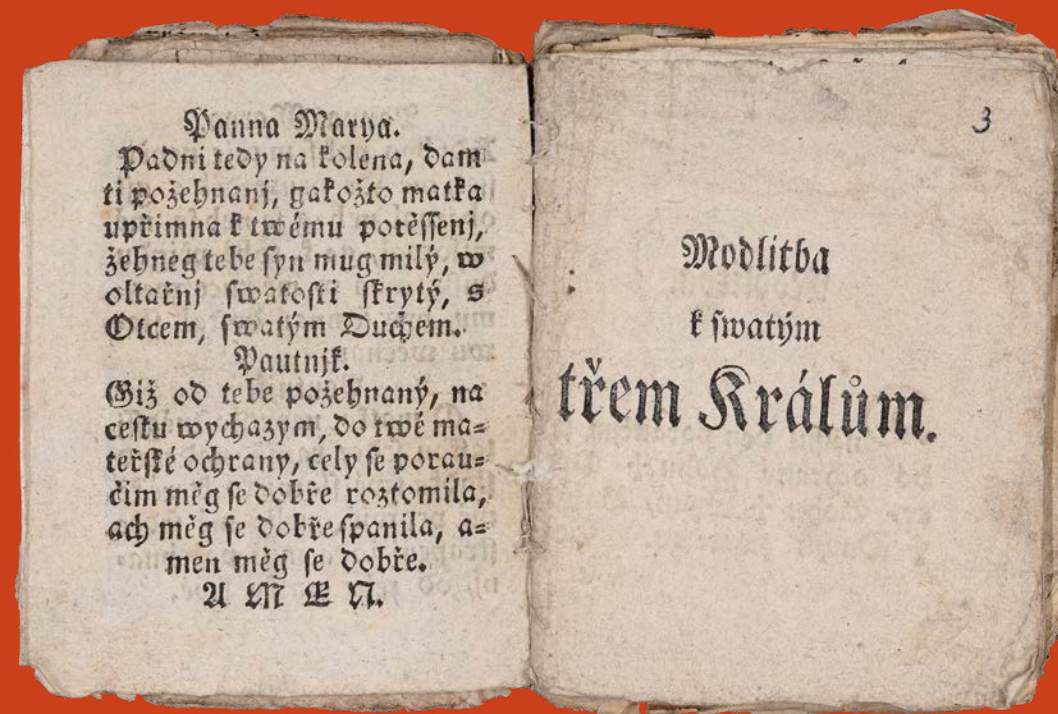 Panna Marya.
Padni tedy na kolena, dam
ti požehnanj, gakožto matka
upřimna k twému potěssenj,
žehneg tebe syn mug milý, w
oltařnj swatosti skrytý, s
Otcem, swatým Duchem.
Pautnjk.
Giž od tebe požehnaný, na
cestu wychazym, do twé ma=
teřské ochrany, cely se porau=
čim měg se dobře roztomila,
ach měg se dobře spanila, a=
men měg se dobře.
A M E N.
3
Modlitba
k swatým
třem Králům.